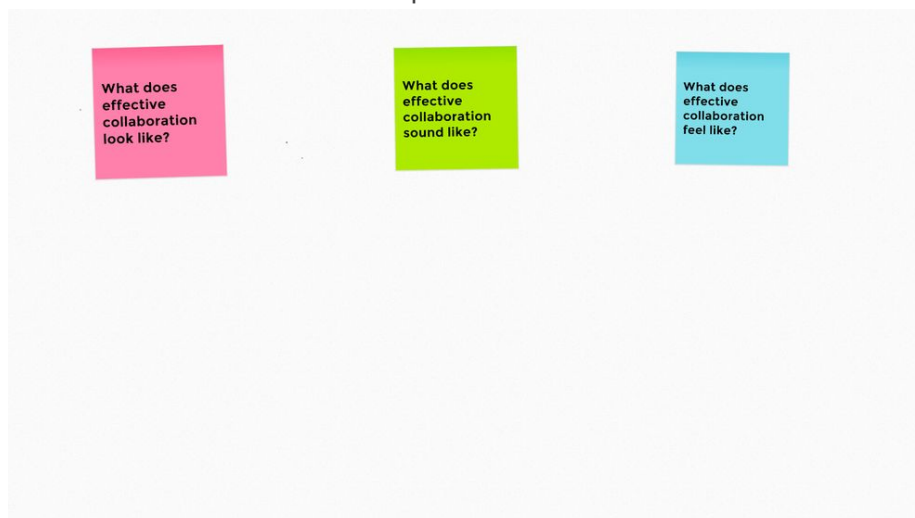 What does
effective
collaboration
look like?
What does
effective
collaboration
sound like?
What does
effective
collaboration
feel like?